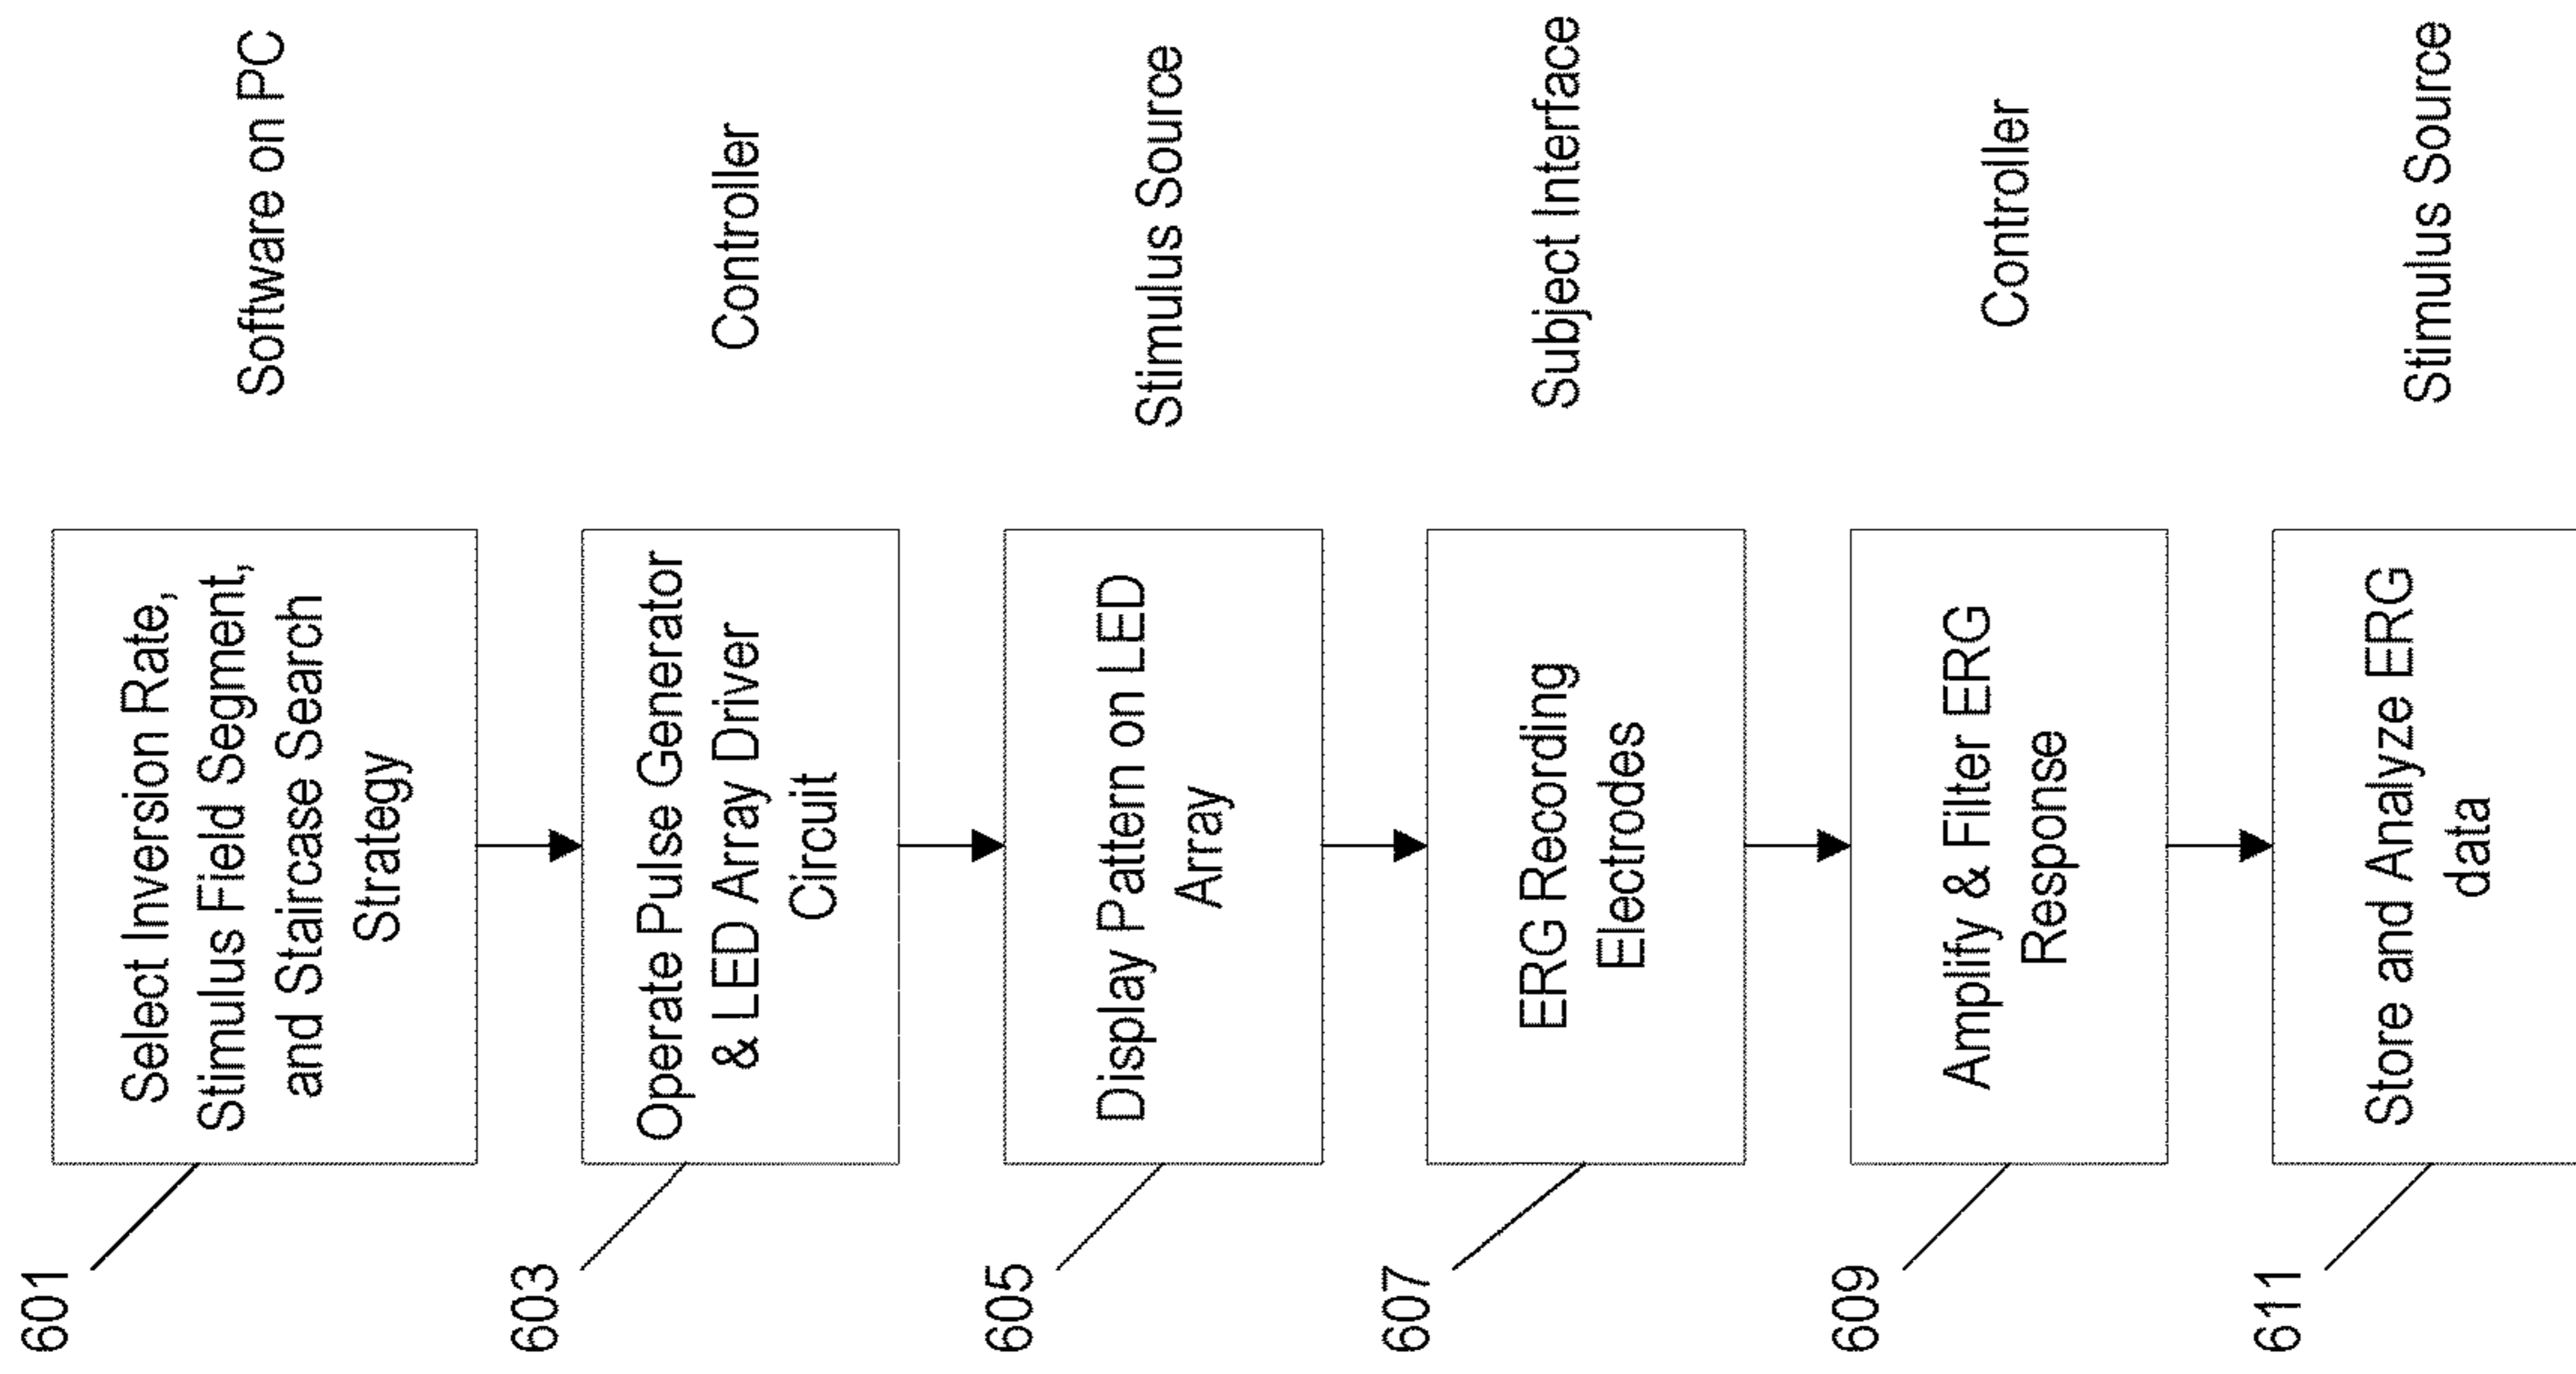 601
Select Inversion Rate,
Stimulus Field Segment,
and Staircase Search
Strategy
Software on PC
603
Operate Pulse Generator
& LED Array Driver
Circuit
Controller
605
Display Pattern on LED
Array
Stimulus Source
607
ERG Recording
Electrodes
Subject Interface
609
Amplify & Filter ERG
Response
Controller
611
Store and Analyze ERG
data
Stimulus Source